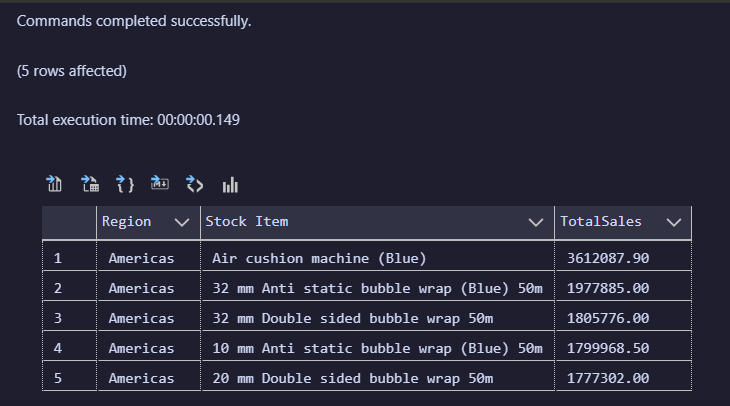 Commands completed successfully.
(5 rows affected)
Total execution time: 00:00:00.149
Region Stock Item TotalSales
1 Americas Air cushion machine (Blue) 3612087.90
2 Americas 32 mm Anti static bubble wrap (Blue) 50m 1977885.00
3 Americas 32 mm Double sided bubble wrap 50m 1805776.00
4 Americas 10 mm Anti static bubble wrap (Blue) 50m 1799968.50
5 Americas 20 mm Double sided bubble wrap 50m 1777302.00